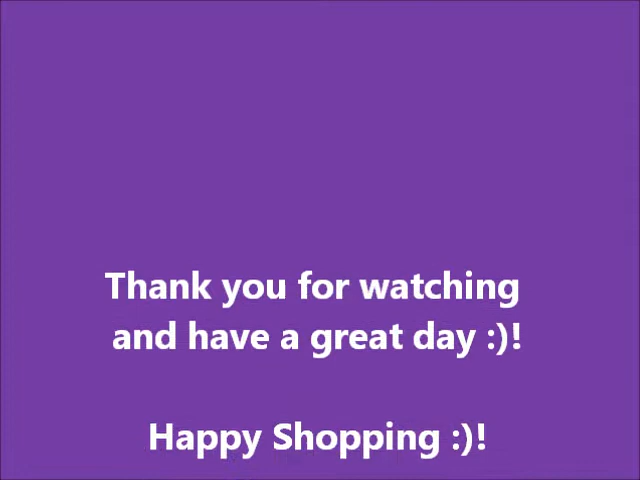 Thank you for watching
and have a great day :)!
Happy Shopping :)!